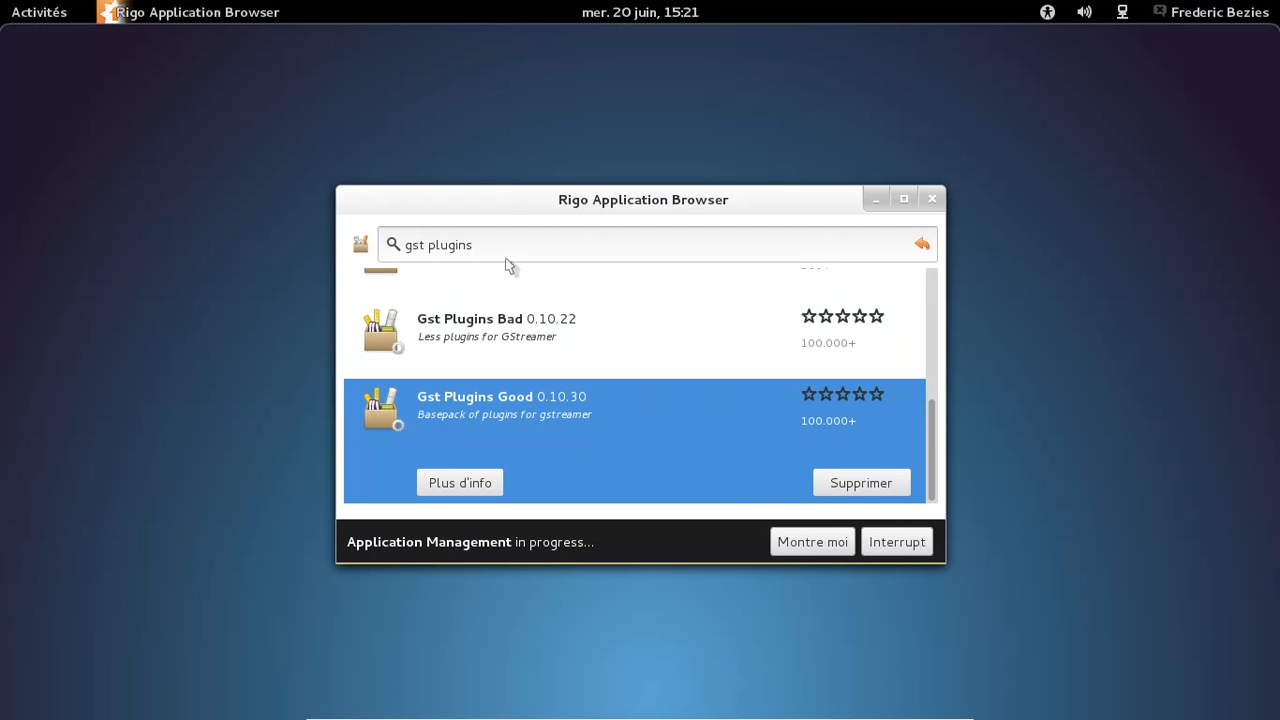 Activités Rigo Application Browser mer. 20 juin, 15:21 Frederic Bezies
Rigo Application Browser
gst plugins
Gst Plugins Bad 0.10.22
Less plugins for GStreamer
100.000+
Gst Plugins Good 0.10.30
Basepack of plugins for gstreamer
100.000+
Plus d'info Supprimer
Application Management in progress... Montre moi Interrupt